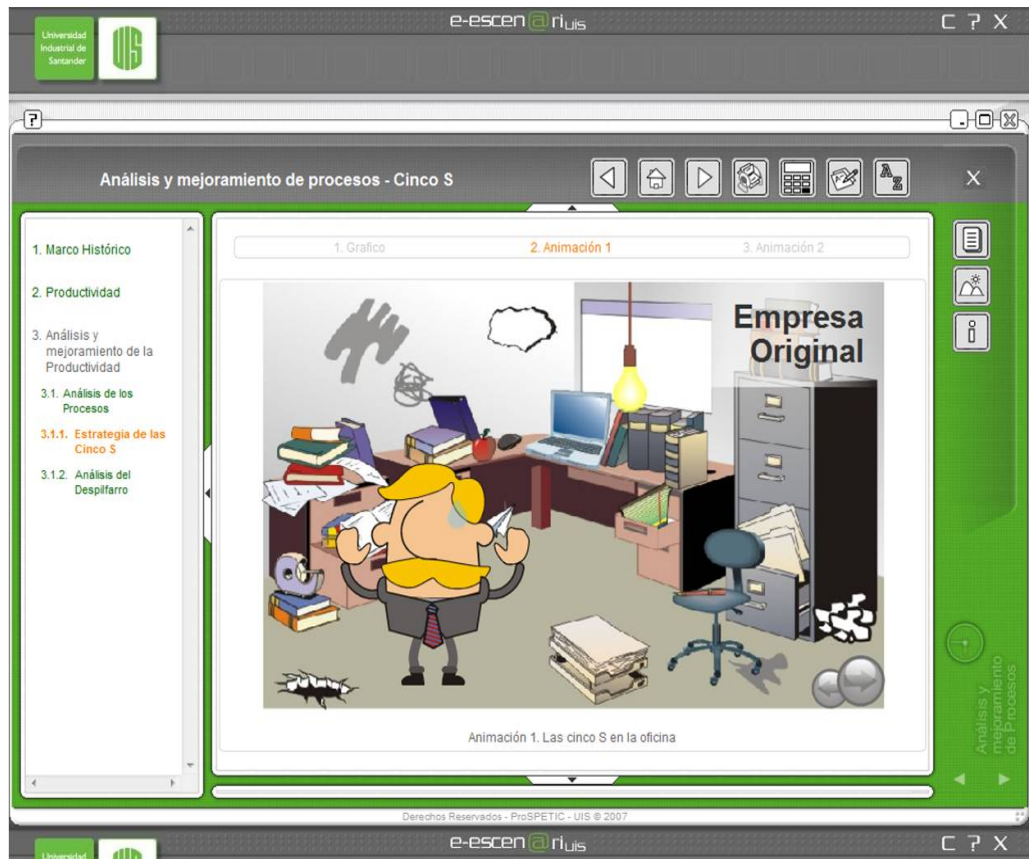 e-escen@riUIS
C ? X
Universidad
Industrial de
Santander
UIS
?
Análisis y mejoramiento de procesos - Cinco S
A
Z
X
1. Marco Histórico
2. Productividad
3. Análisis y
mejoramiento de la
Productividad
3.1. Análisis de los
Procesos
3.1.1. Estrategia de las
Cinco S
3.1.2. Análisis del
Despilfarro
1. Grafico
2. Animación 1
3. Animación 2
Empresa
Original
Animación 1. Las cinco S en la oficina
i
Análisis y
mejoramiento
de Procesos
Derechos Reservados - ProSPETIC - UIS © 2007
e-escen@riUIS
C ? X
Universidad